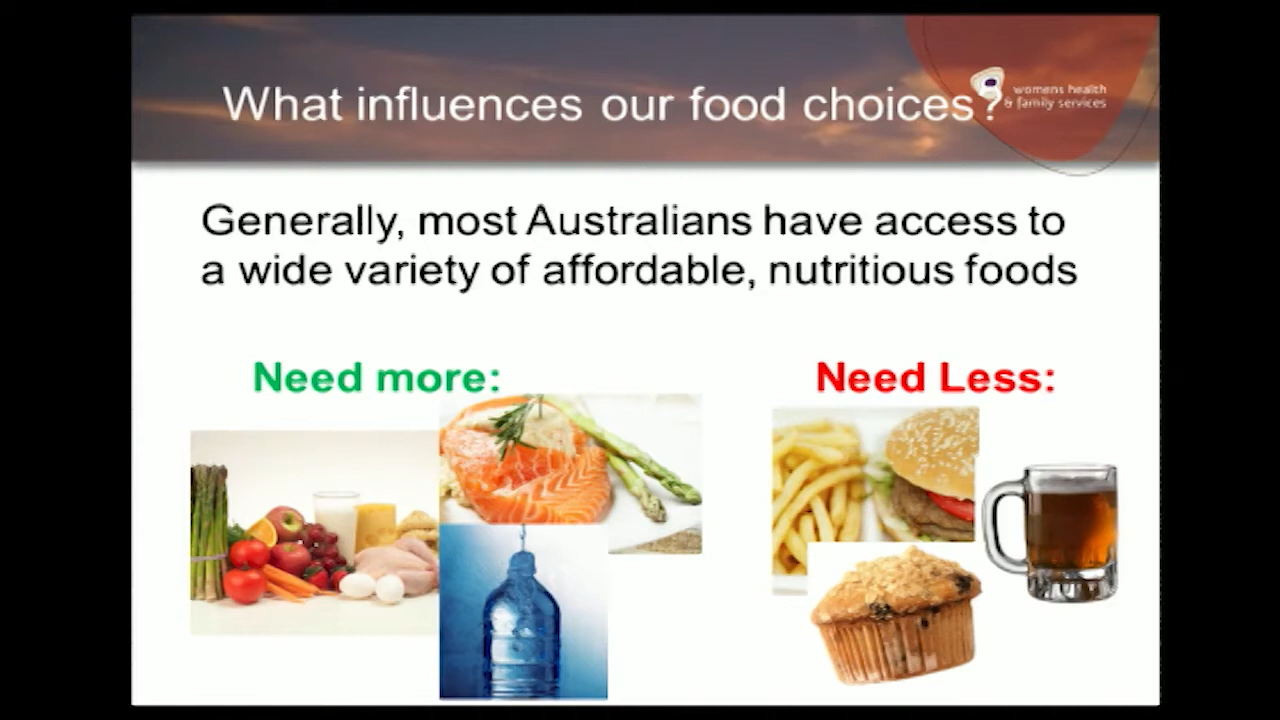 What influences our food choices?
womens health
& family services
Generally, most Australians have access to
a wide variety of affordable, nutritious foods
Need more:
Need Less: